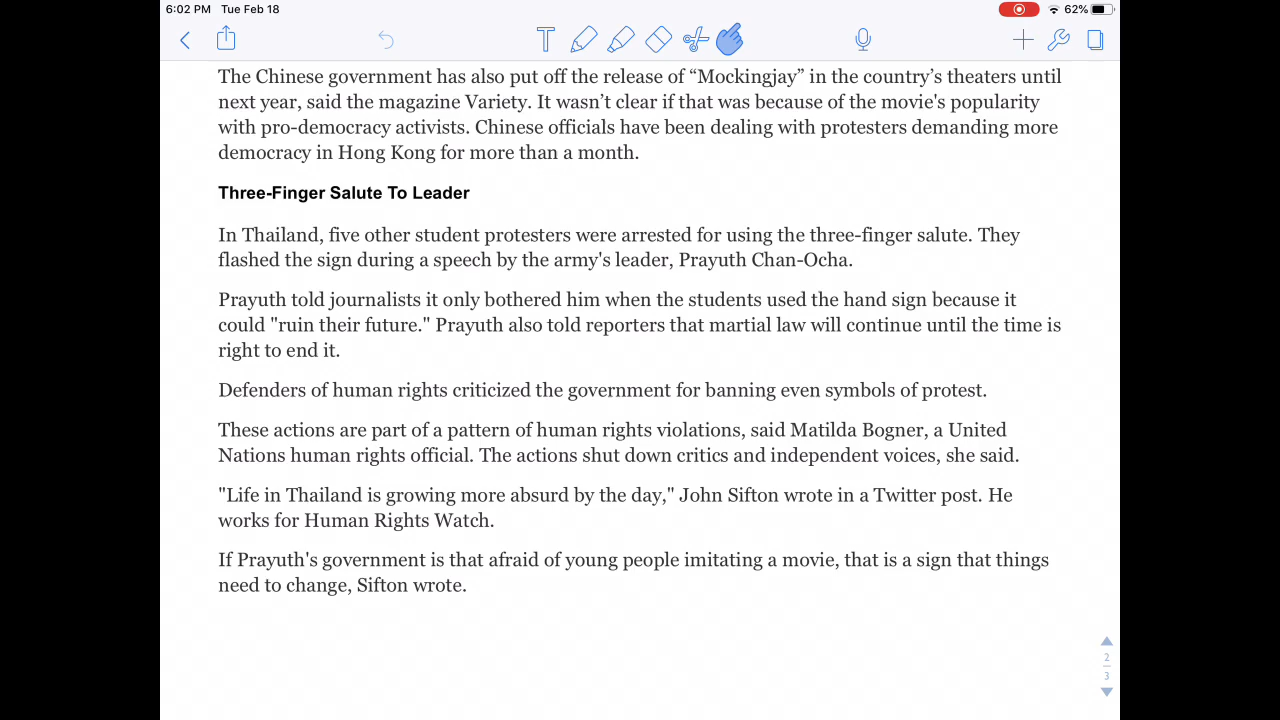 6:02 PM Tue Feb 18
62%
T
The Chinese government has also put off the release of “Mockingjay” in the country’s theaters until
next year, said the magazine Variety. It wasn’t clear if that was because of the movie's popularity
with pro-democracy activists. Chinese officials have been dealing with protesters demanding more
democracy in Hong Kong for more than a month.
Three-Finger Salute To Leader
In Thailand, five other student protesters were arrested for using the three-finger salute. They
flashed the sign during a speech by the army's leader, Prayuth Chan-Ocha.
Prayuth told journalists it only bothered him when the students used the hand sign because it
could "ruin their future." Prayuth also told reporters that martial law will continue until the time is
right to end it.
Defenders of human rights criticized the government for banning even symbols of protest.
These actions are part of a pattern of human rights violations, said Matilda Bogner, a United
Nations human rights official. The actions shut down critics and independent voices, she said.
"Life in Thailand is growing more absurd by the day," John Sifton wrote in a Twitter post. He
works for Human Rights Watch.
If Prayuth's government is that afraid of young people imitating a movie, that is a sign that things
need to change, Sifton wrote.
2
3